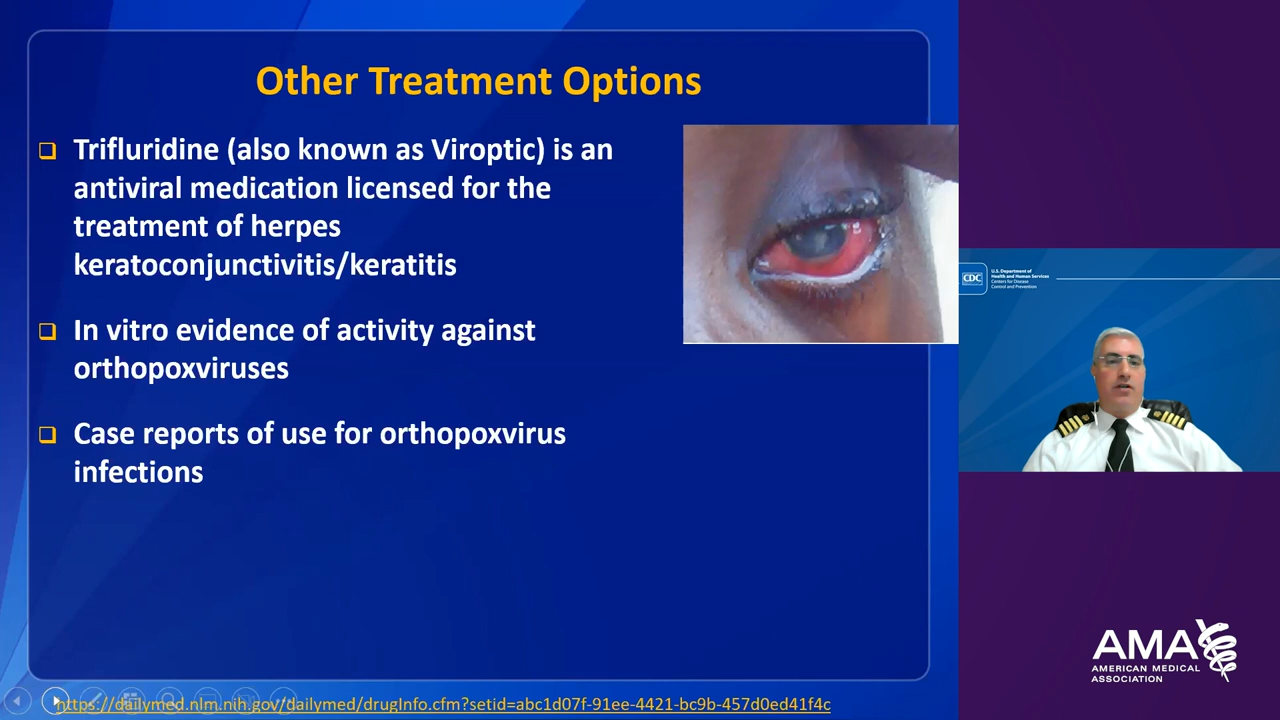 Other Treatment Options
❑ Trifluridine (also known as Viroptic) is an
antiviral medication licensed for the
treatment of herpes
keratoconjunctivitis/keratitis
❑ In vitro evidence of activity against
orthopoxviruses
❑ Case reports of use for orthopoxvirus
infections
https://dailymed.nlm.nih.gov/dailymed/drugInfo.cfm?setid=abc1d07f-91ee-4421-bc9b-457d0ed41f4c
CDC
U.S. Department of
Health and Human Services
Centers for Disease
Control and Prevention
AMA
AMERICAN MEDICAL
ASSOCIATION